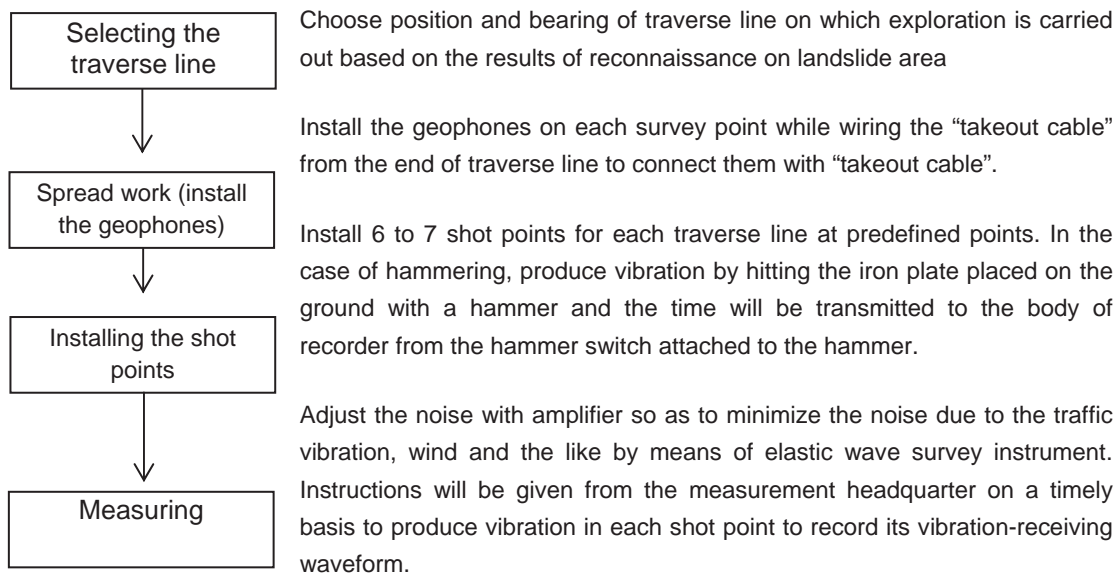 Selecting the
traverse line
Choose position and bearing of traverse line on which exploration is carried
out based on the results of reconnaissance on landslide area
Spread work (install
the geophones)
Install the geophones on each survey point while wiring the “takeout cable”
from the end of traverse line to connect them with “takeout cable”.
Installing the shot
points
Install 6 to 7 shot points for each traverse line at predefined points. In the
case of hammering, produce vibration by hitting the iron plate placed on the
ground with a hammer and the time will be transmitted to the body of
recorder from the hammer switch attached to the hammer.
Measuring
Adjust the noise with amplifier so as to minimize the noise due to the traffic
vibration, wind and the like by means of elastic wave survey instrument.
Instructions will be given from the measurement headquarter on a timely
basis to produce vibration in each shot point to record its vibration-receiving
waveform.